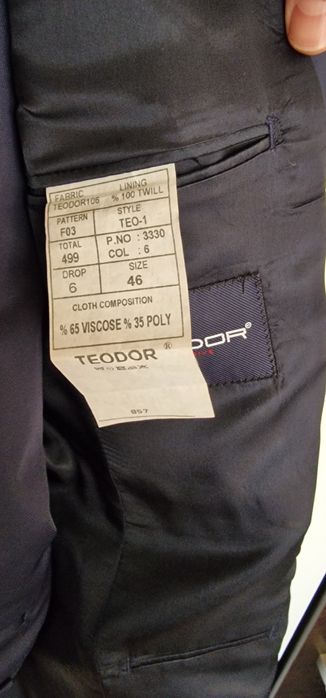 FABRIC LINING
TEODOR106 % 100 TWILL
PATTERN STYLE
F03 TEO-1
TOTAL P.NO : 3330
499 COL : 6
DROP SIZE
6 46
CLOTH COMPOSITION
% 65 VISCOSE % 35 POLY
TEODOR ®
857
DOR ®